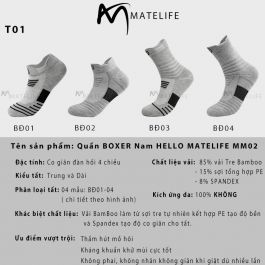 MATELIFE
T01
BĐ01 BĐ02 BĐ03 BĐ04
Tên sản phẩm: Quần BOXER Nam HELLO MATELIFE MM02
Đặc tính: Co giãn đàn hồi 4 chiều
Kiểu tất: Trung và Dài
Phân loại tất: 04 mẫu: BĐ01-04
( chi tiết theo hình ảnh)
Chất liệu vải: - 85% vải Tre Bamboo
- 15% sợi tổng hợp PE
- 8% SPANDEX
Kích ứng da: 100% KHÔNG
Khác biệt chất liệu: Vải BamBoo làm từ sợi tre tự nhiên kết hợp PE tạo độ bền
và Spandex tạo độ co giãn cho tất.
Ưu điểm vượt trội: Thấm hút mồ hôi
Kháng khuẩn khử mùi cực tốt
Không phai, không nhăn không giãn khi giặt dù nhiều lần